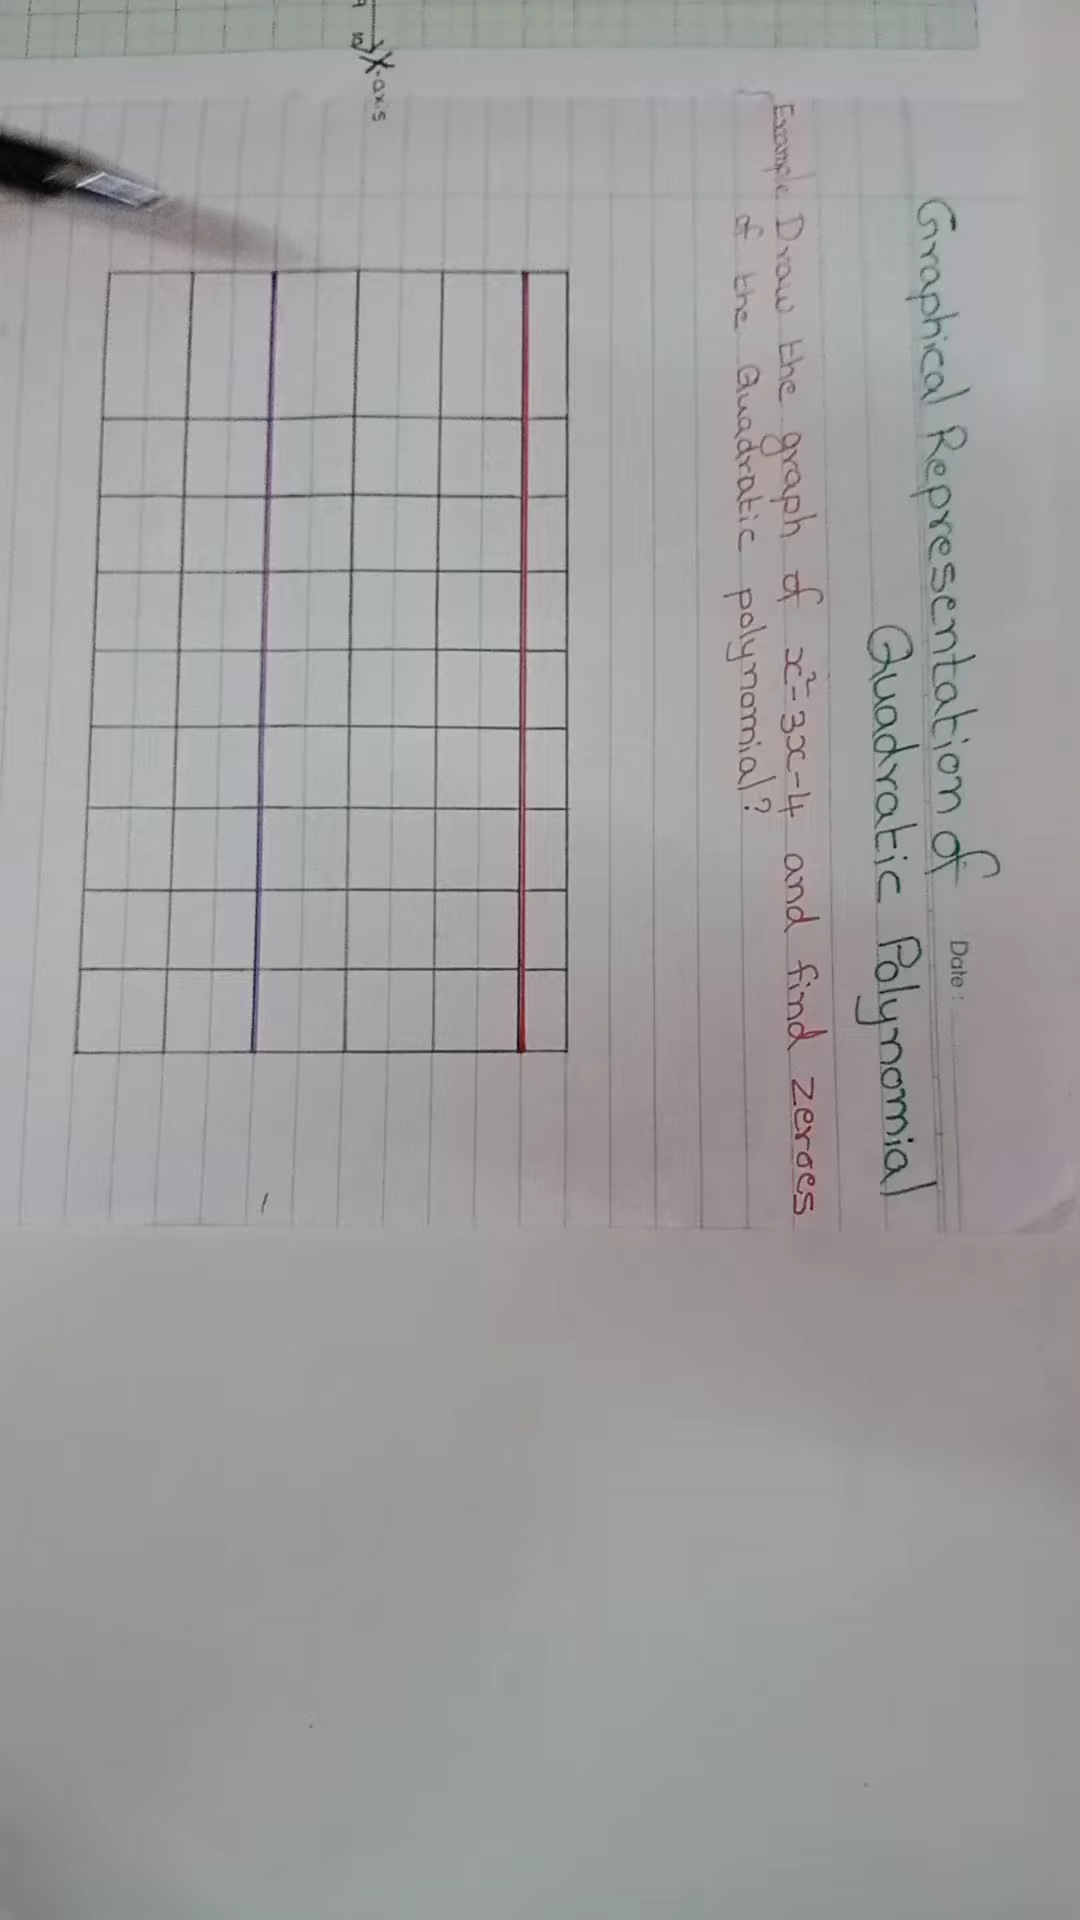 Graphical Representation of
Quadratic Polynomial
Date :
Example Draw the graph of x²-3x-4 and find zeroes
of the Quadratic polynomial?
10
X-axis